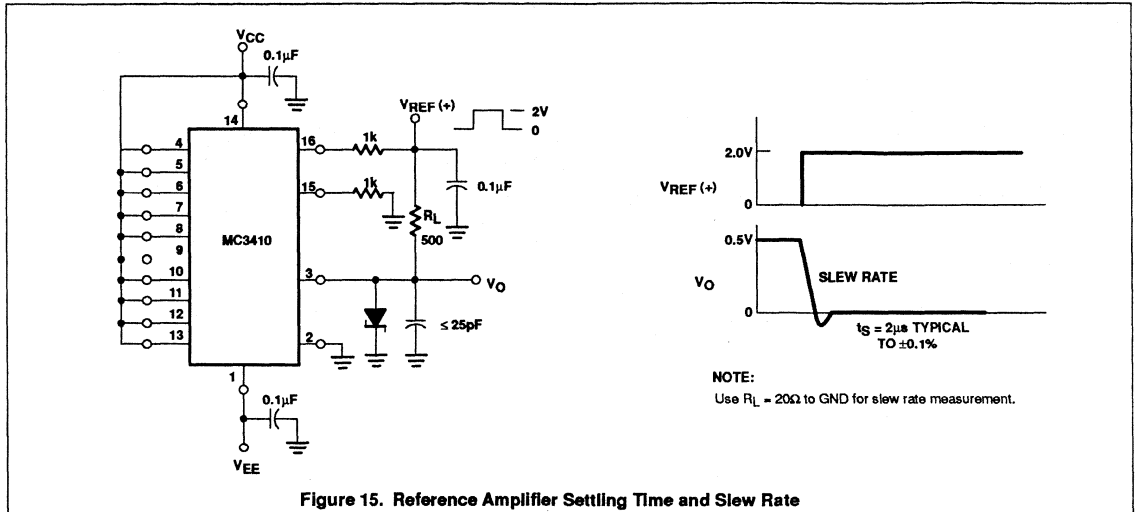 VCC
0.1µF
14
VREF (+)
2V
0
4
5
6
7
8
9
10
11
12
13
MC3410
16
1k
15
1k
0.1µF
RL
500
3
VO
≤ 25pF
2
1
0.1µF
VEE
2.0V
VREF (+)
0
0.5V
VO
SLEW RATE
0
tS = 2µs TYPICAL
TO ±0.1%
NOTE:
Use RL = 20Ω to GND for slew rate measurement.
Figure 15. Reference Amplifier Settling Time and Slew Rate